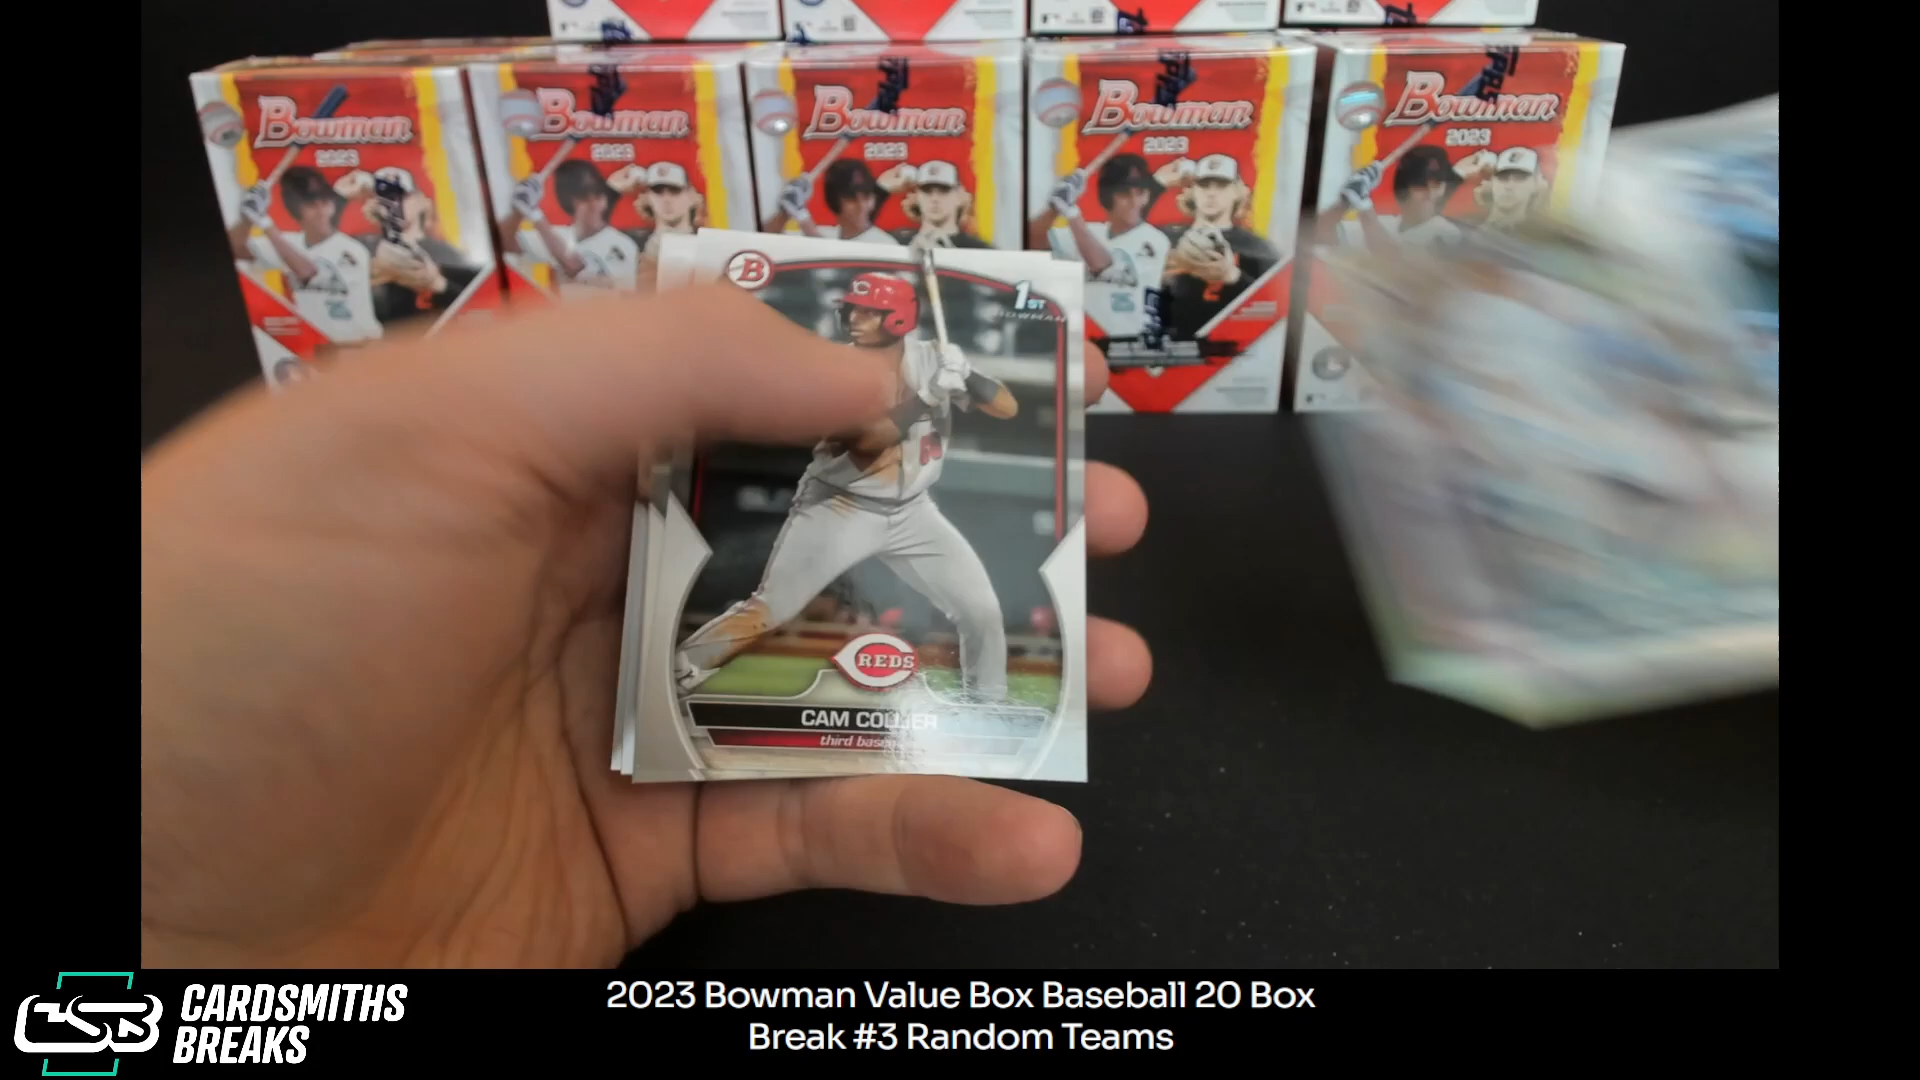 Bowman
2023
Bowman
2023
Bowman
2023
Bowman
2023
Bowman
2023
B
1ST
BOWMAN
REDS
CAM COLLIER
third base
CSB
CARDSMITHS
BREAKS
2023 Bowman Value Box Baseball 20 Box
Break #3 Random Teams